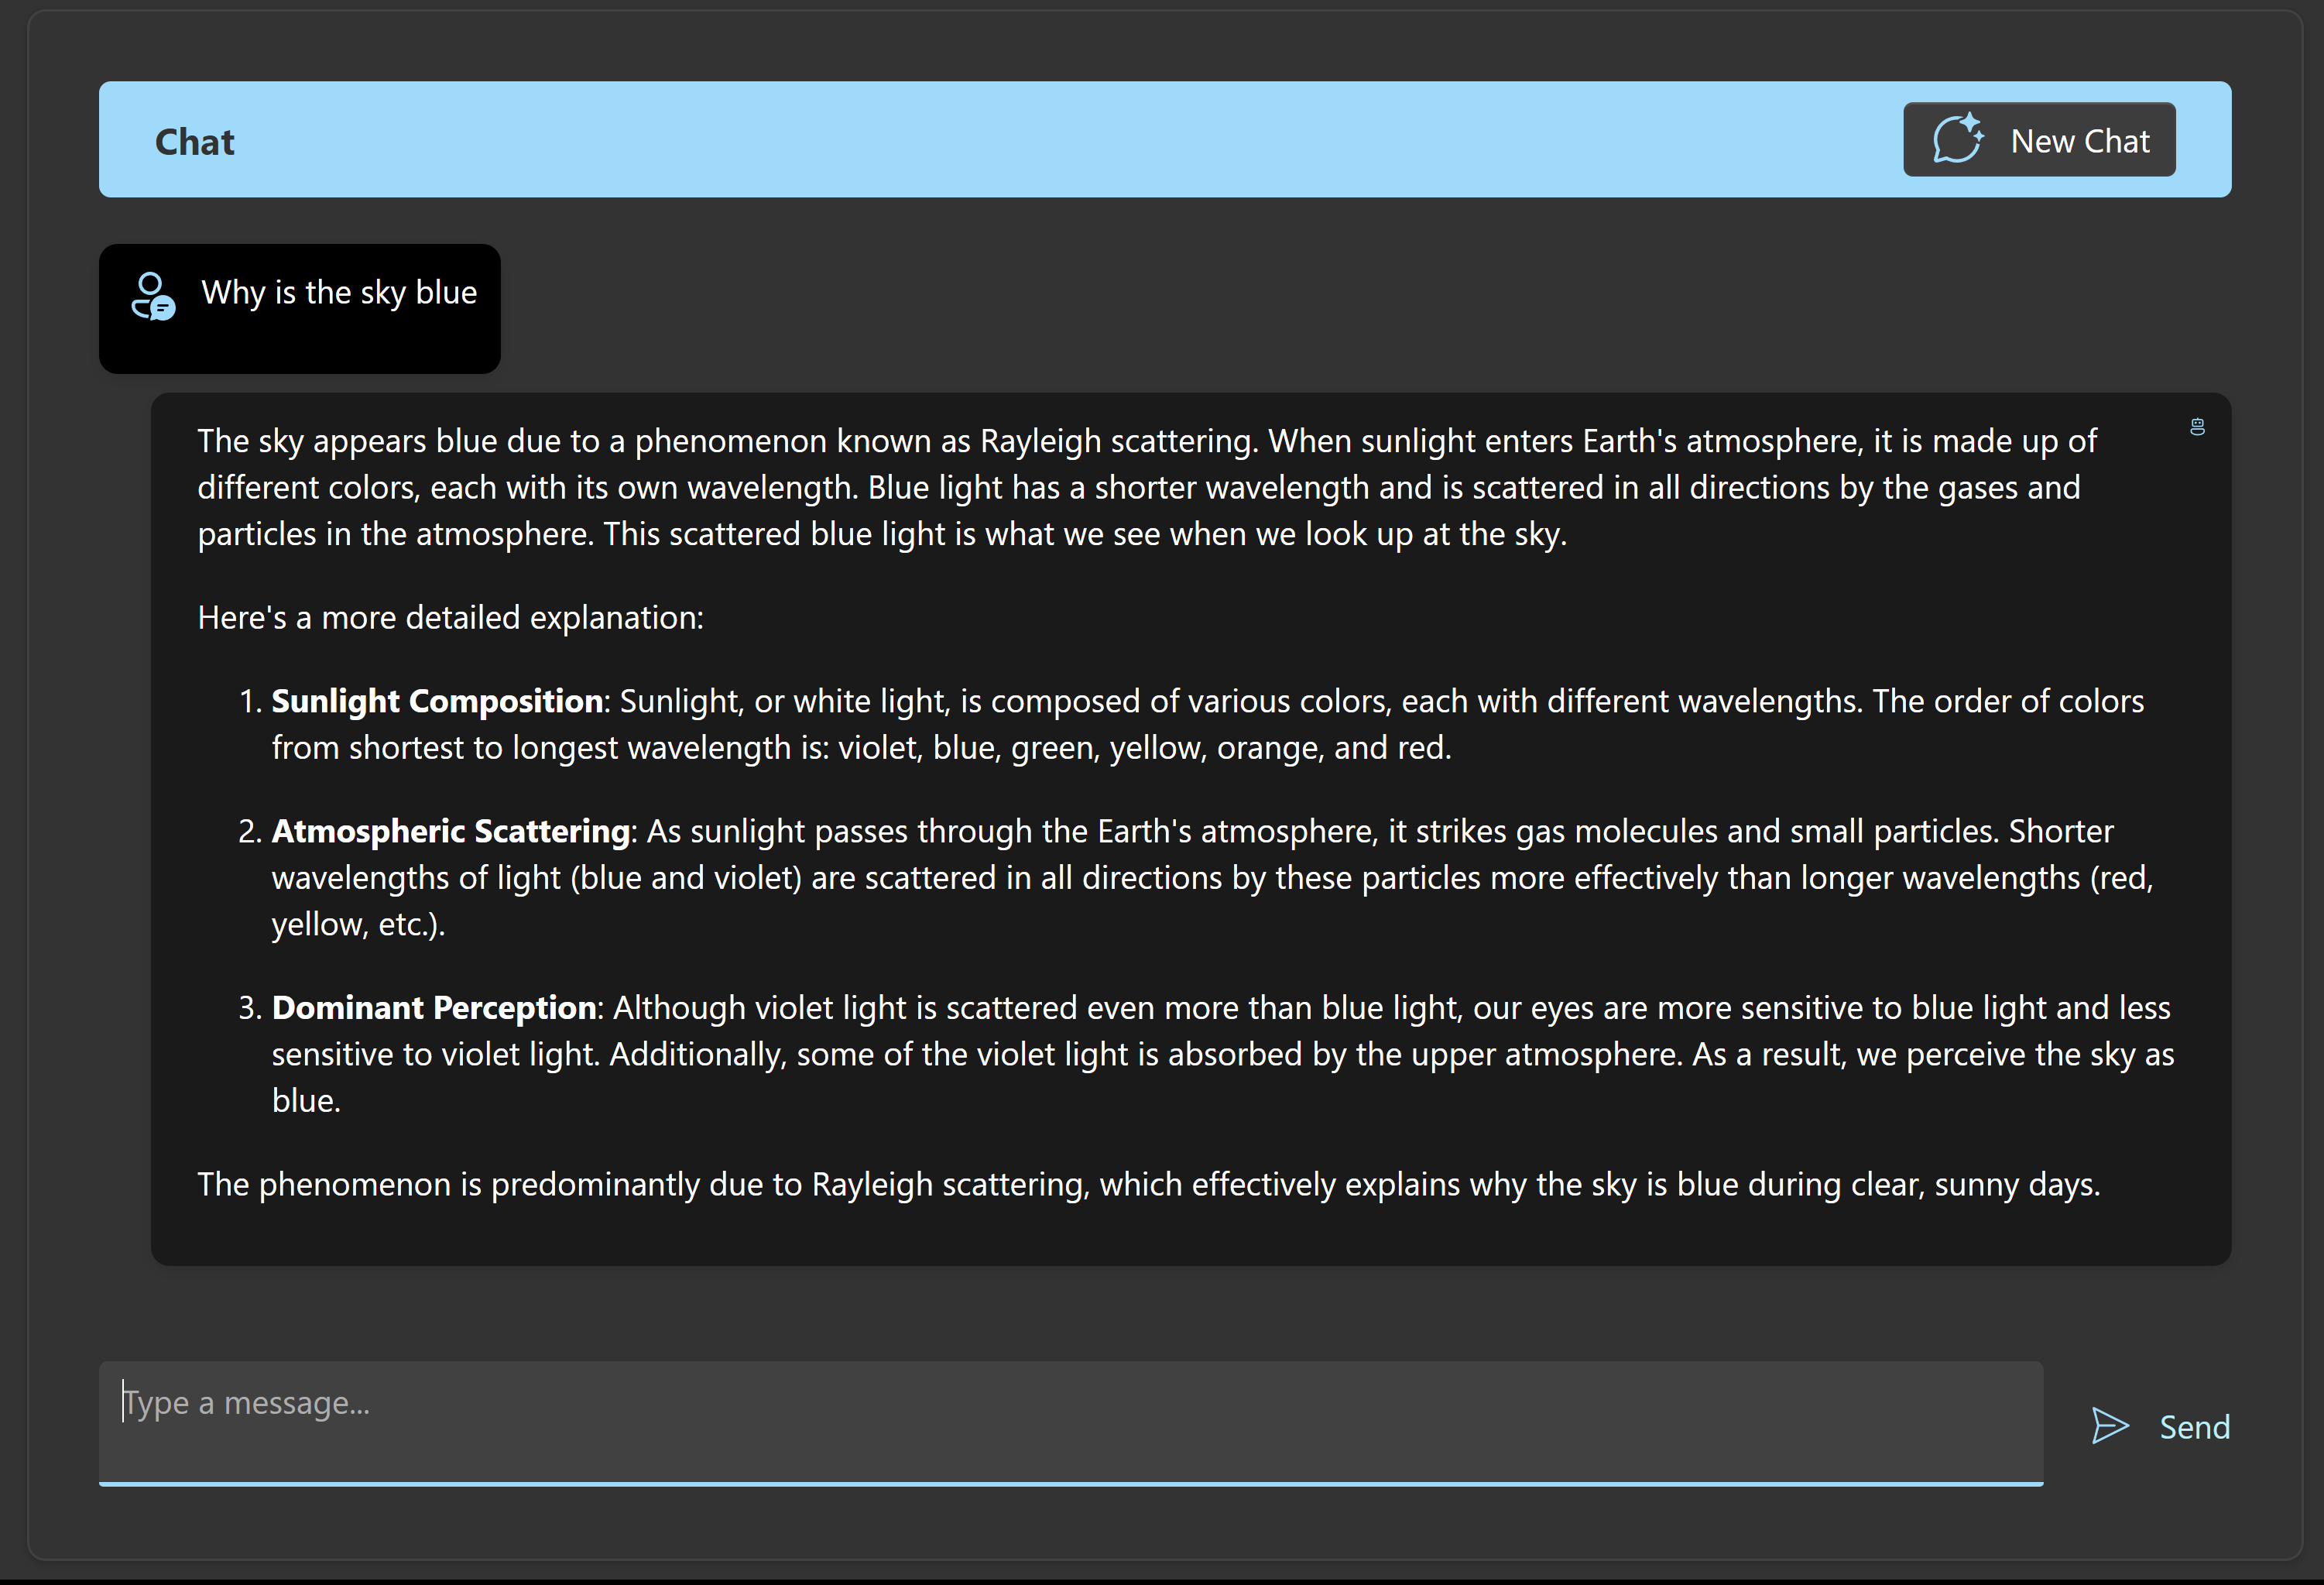 Chat
New Chat
Why is the sky blue
The sky appears blue due to a phenomenon known as Rayleigh scattering. When sunlight enters Earth's atmosphere, it is made up of
different colors, each with its own wavelength. Blue light has a shorter wavelength and is scattered in all directions by the gases and
particles in the atmosphere. This scattered blue light is what we see when we look up at the sky.
Here's a more detailed explanation:
1. Sunlight Composition: Sunlight, or white light, is composed of various colors, each with different wavelengths. The order of colors
from shortest to longest wavelength is: violet, blue, green, yellow, orange, and red.
2. Atmospheric Scattering: As sunlight passes through the Earth's atmosphere, it strikes gas molecules and small particles. Shorter
wavelengths of light (blue and violet) are scattered in all directions by these particles more effectively than longer wavelengths (red,
yellow, etc.).
3. Dominant Perception: Although violet light is scattered even more than blue light, our eyes are more sensitive to blue light and less
sensitive to violet light. Additionally, some of the violet light is absorbed by the upper atmosphere. As a result, we perceive the sky as
blue.
The phenomenon is predominantly due to Rayleigh scattering, which effectively explains why the sky is blue during clear, sunny days.
Type a message...
Send